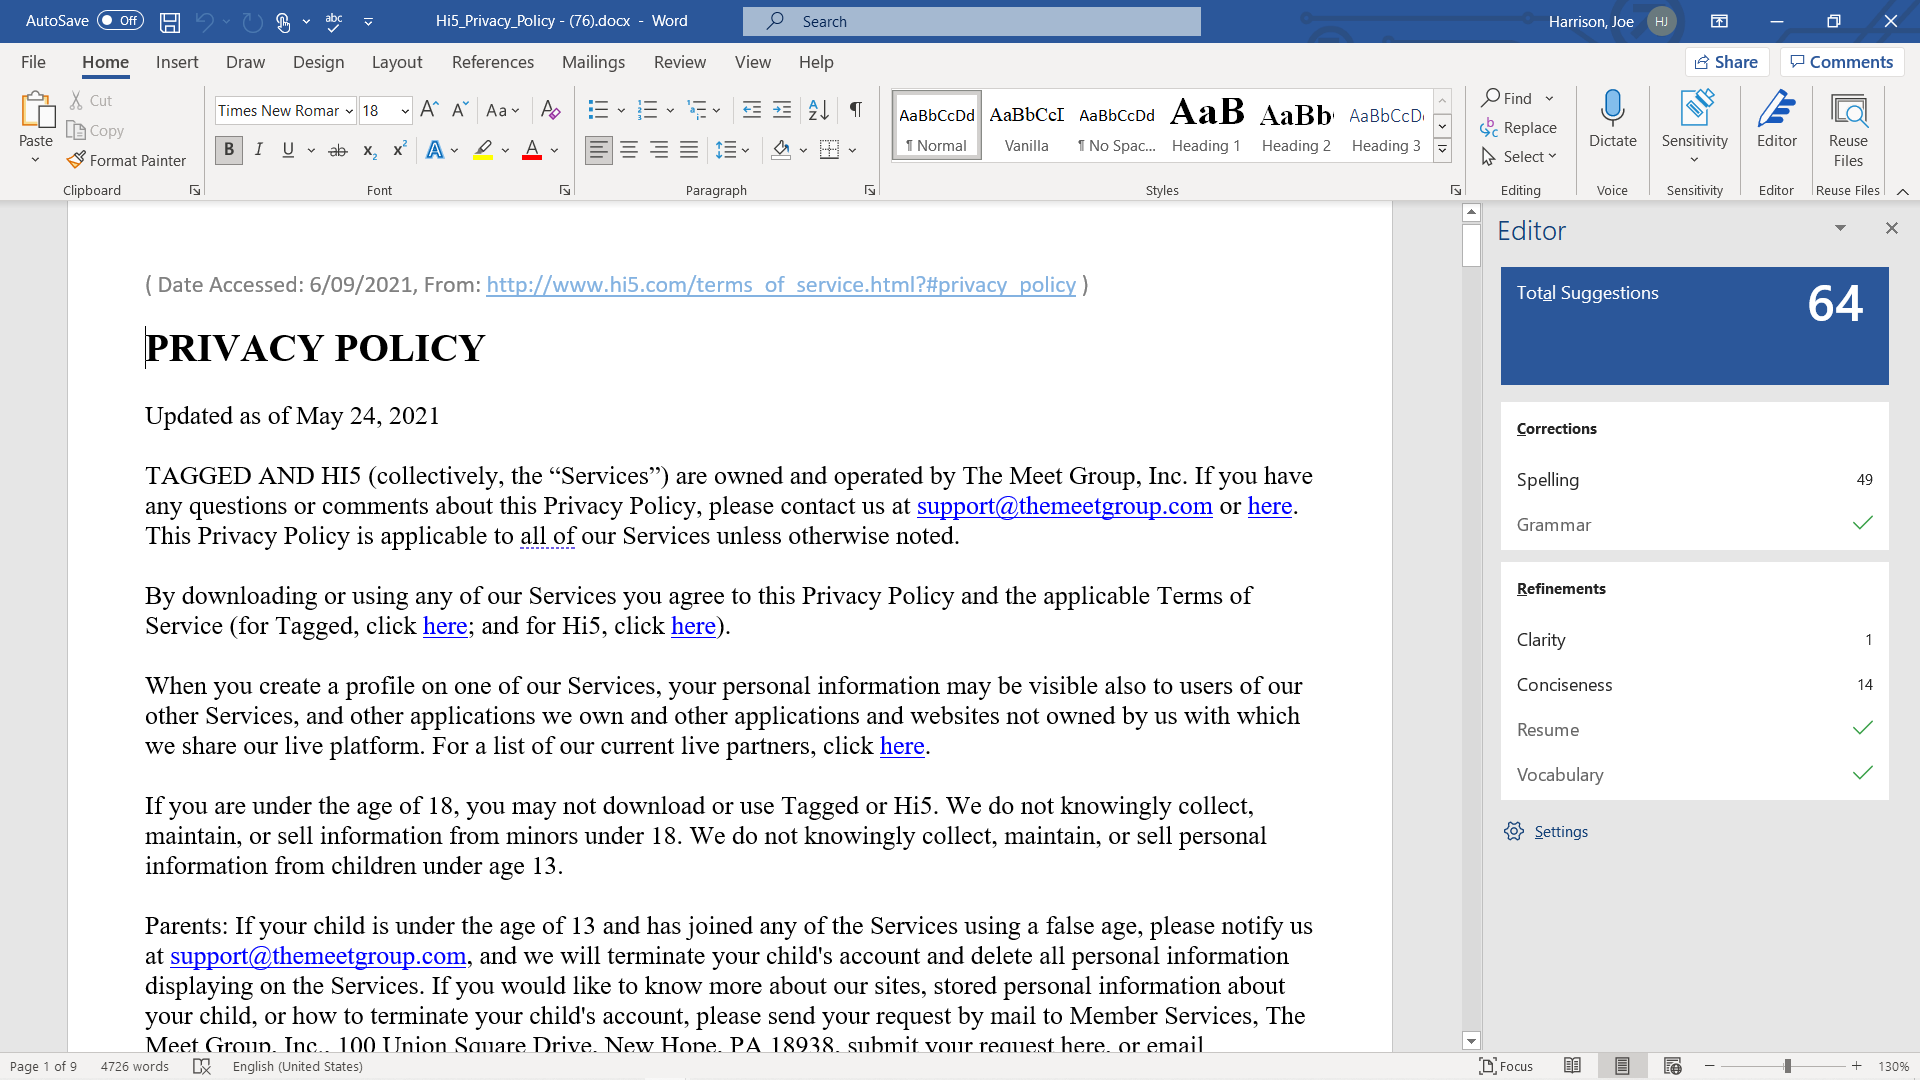 AutoSave Off abc Hi5_Privacy_Policy - (76).docx - Word Search Harrison, Joe HJ
File Home Insert Draw Design Layout References Mailings Review View Help Share Comments
Paste Cut Copy Format Painter Clipboard
Times New Romar 18 A A Aa A
B I U ab x2 x2 A A Font
Paragraph
AaBbCcDd AaBbCcI AaBbCcDd AaB AaBb AaBbCcD
¶ Normal Vanilla ¶ No Spac... Heading 1 Heading 2 Heading 3
Styles
Find Replace Select Editing
Dictate Voice
Sensitivity Sensitivity
Editor Editor
Reuse Files Reuse Files
( Date Accessed: 6/09/2021, From: http://www.hi5.com/terms_of_service.html?#privacy_policy )
PRIVACY POLICY
Updated as of May 24, 2021
TAGGED AND HI5 (collectively, the “Services”) are owned and operated by The Meet Group, Inc. If you have
any questions or comments about this Privacy Policy, please contact us at support@themeetgroup.com or here.
This Privacy Policy is applicable to all of our Services unless otherwise noted.
By downloading or using any of our Services you agree to this Privacy Policy and the applicable Terms of
Service (for Tagged, click here; and for Hi5, click here).
When you create a profile on one of our Services, your personal information may be visible also to users of our
other Services, and other applications we own and other applications and websites not owned by us with which
we share our live platform. For a list of our current live partners, click here.
If you are under the age of 18, you may not download or use Tagged or Hi5. We do not knowingly collect,
maintain, or sell information from minors under 18. We do not knowingly collect, maintain, or sell personal
information from children under age 13.
Parents: If your child is under the age of 13 and has joined any of the Services using a false age, please notify us
at support@themeetgroup.com, and we will terminate your child's account and delete all personal information
displaying on the Services. If you would like to know more about our sites, stored personal information about
your child, or how to terminate your child's account, please send your request by mail to Member Services, The
Meet Group, Inc., 100 Union Square Drive, New Hope, PA 18938, submit your request here, or email
Editor
Total Suggestions 64
Corrections
Spelling 49
Grammar
Refinements
Clarity 1
Conciseness 14
Resume
Vocabulary
Settings
Page 1 of 9 4726 words English (United States) Focus 130%